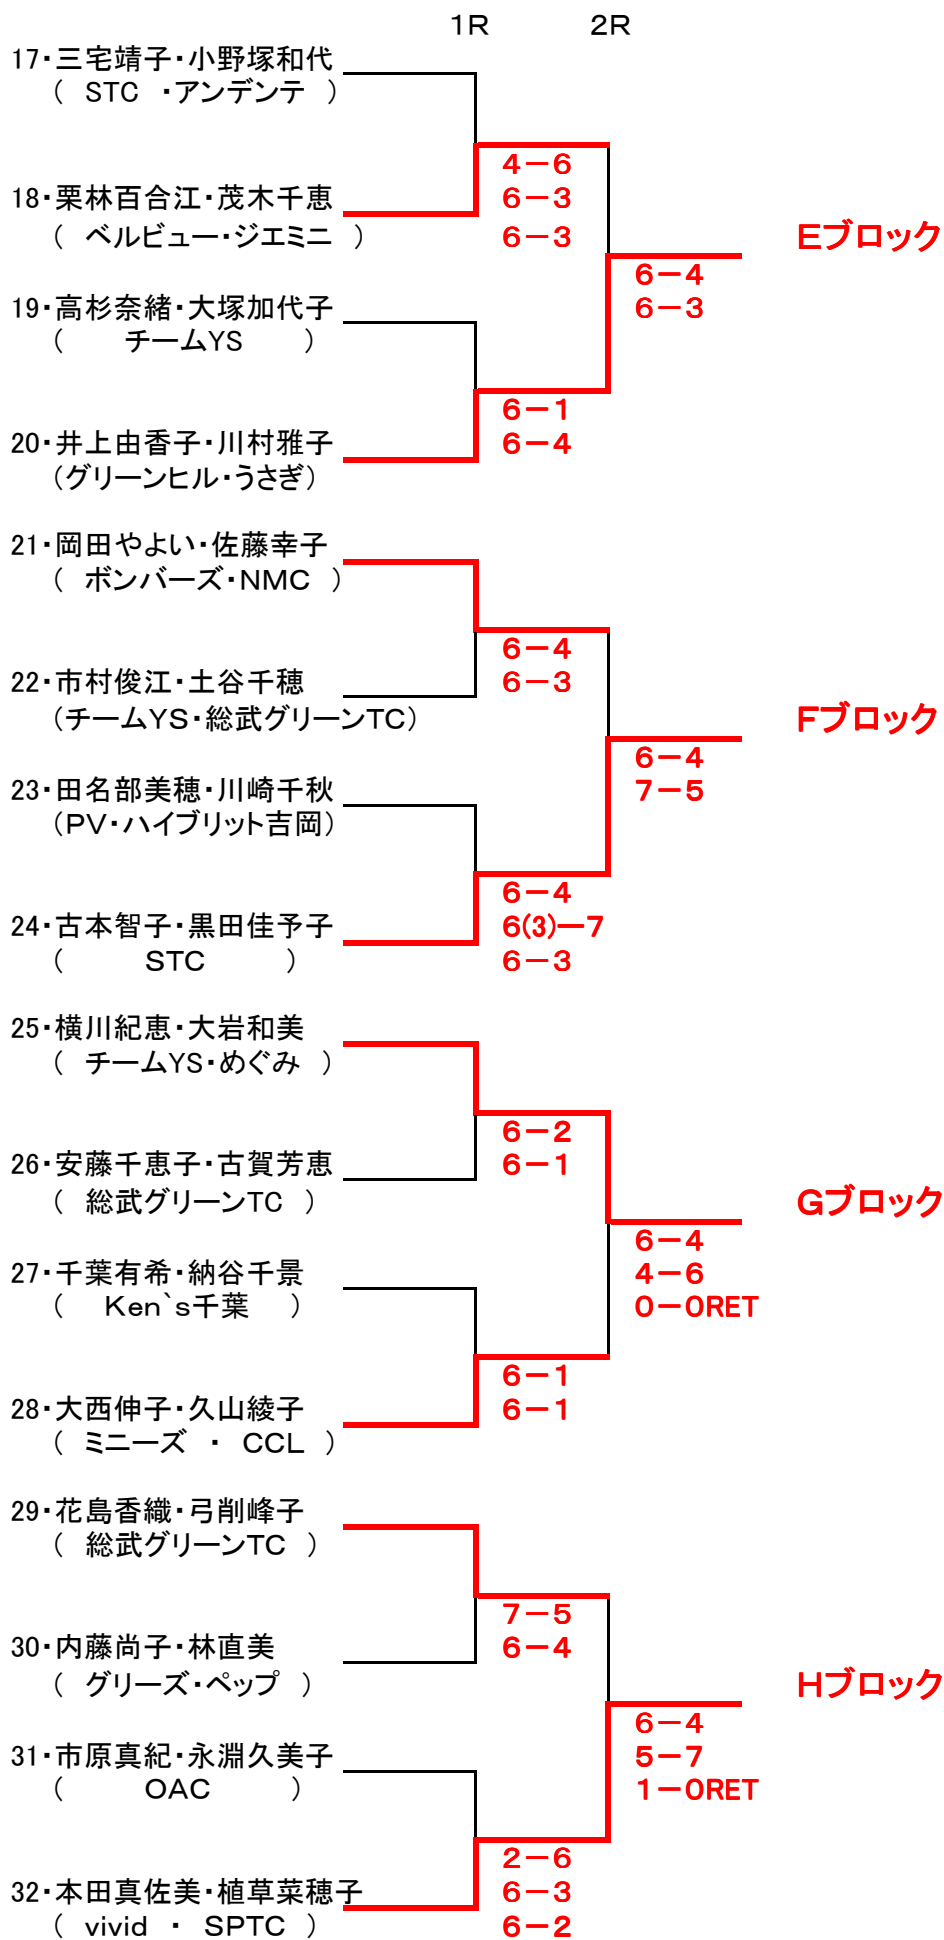 1R 2R
17・三宅靖子・小野塚和代
( STC ・アンデンテ )
4-6
18・栗林百合江・茂木千恵
6-3
( ベルビュー・ジエミニ )
6-3
Eブロック
6-4
19・高杉奈緒・大塚加代子
6-3
( チームYS )
6-1
20・井上由香子・川村雅子
6-4
(グリーンヒル・うさぎ)
21・岡田やよい・佐藤幸子
( ボンバーズ・NMC )
6-4
22・市村俊江・土谷千穂
6-3
(チームYS・総武グリーンTC)
Fブロック
6-4
23・田名部美穂・川崎千秋
7-5
(PV・ハイブリット吉岡)
6-4
24・古本智子・黒田佳予子
6(3)-7
( STC )
6-3
25・横川紀恵・大岩和美
( チームYS・めぐみ )
6-2
26・安藤千恵子・古賀芳恵
6-1
( 総武グリーンTC )
Gブロック
6-4
27・千葉有希・納谷千景
4-6
( Ken`s千葉 )
0-0RET
6-1
28・大西伸子・久山綾子
6-1
( ミニーズ ・ CCL )
29・花島香織・弓削峰子
( 総武グリーンTC )
7-5
30・内藤尚子・林直美
6-4
( グリーズ・ペップ )
Hブロック
6-4
31・市原真紀・永淵久美子
5-7
( OAC )
1-0RET
2-6
32・本田真佐美・植草菜穂子
6-3
( vivid ・ SPTC )
6-2